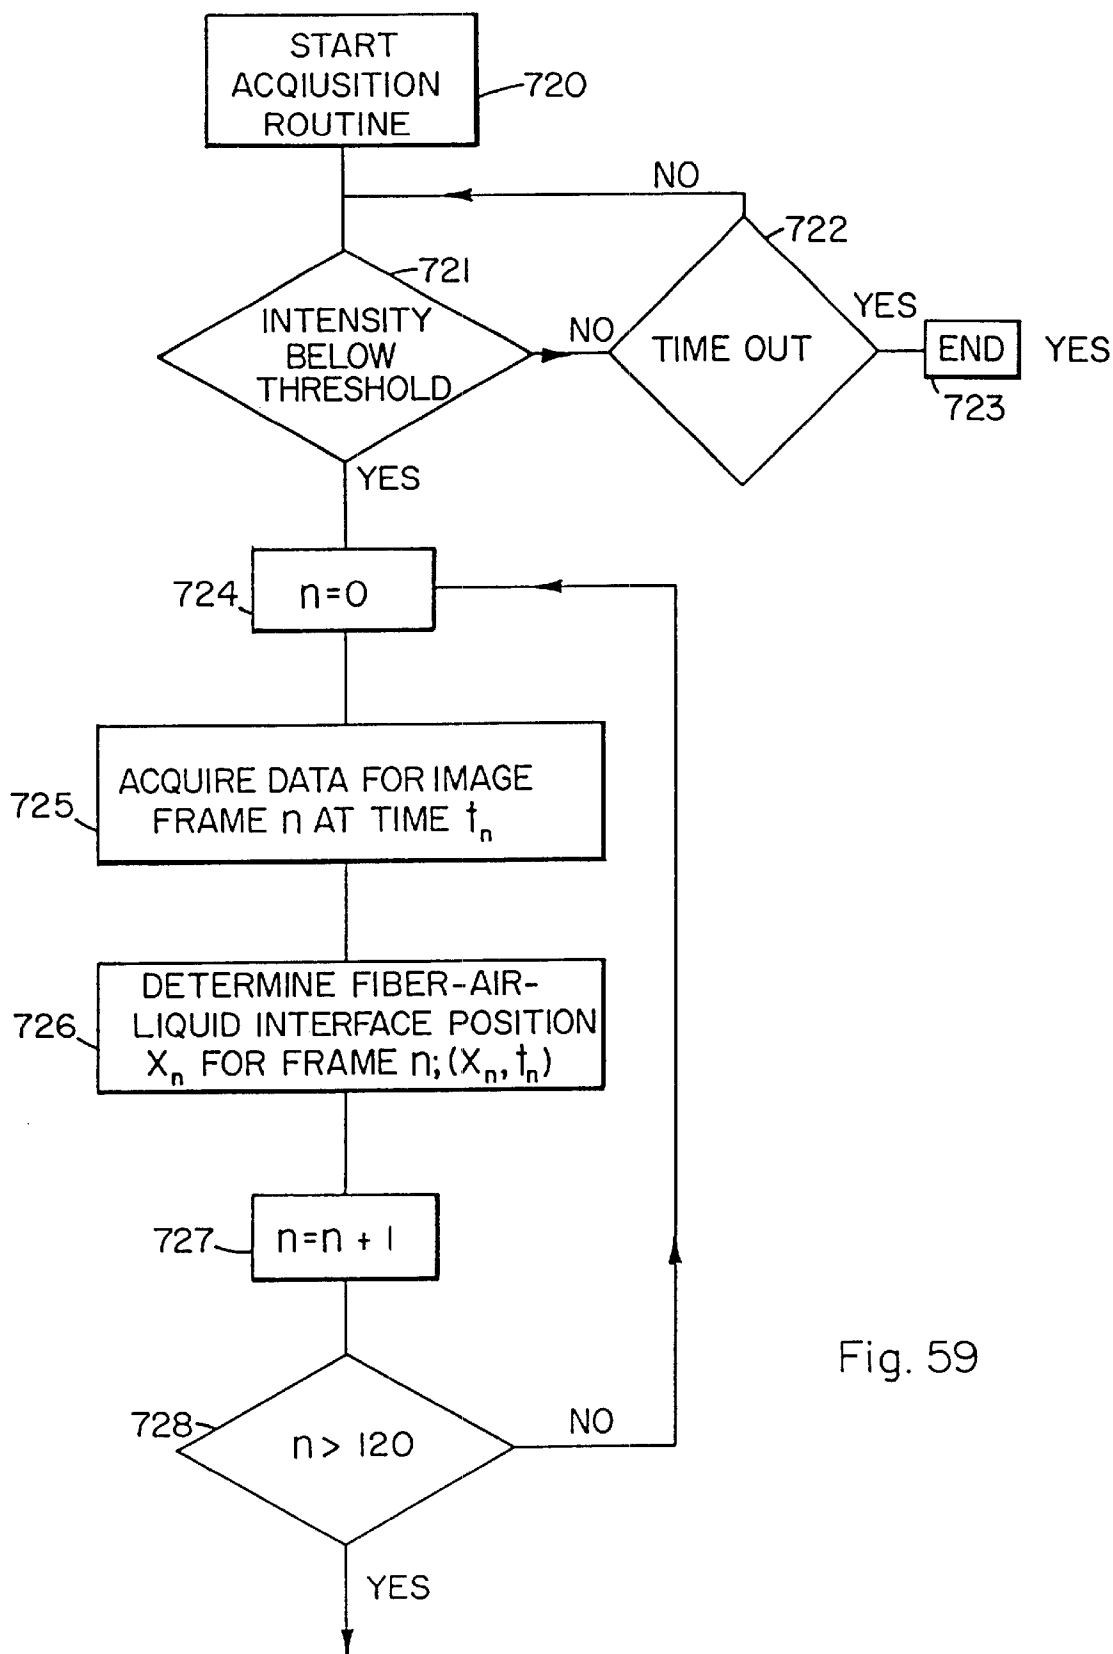 START
ACQIUSITION
ROUTINE
720
NO
722
721
INTENSITY
BELOW
THRESHOLD
NO
TIME OUT
YES
END
YES
723
YES
724
n=0
725
ACQUIRE DATA FOR IMAGE
FRAME n AT TIME tₙ
726
DETERMINE FIBER-AIR-
LIQUID INTERFACE POSITION
Xₙ FOR FRAME n; (Xₙ, tₙ)
727
n=n + 1
728
n> 120
NO
YES
Fig. 59